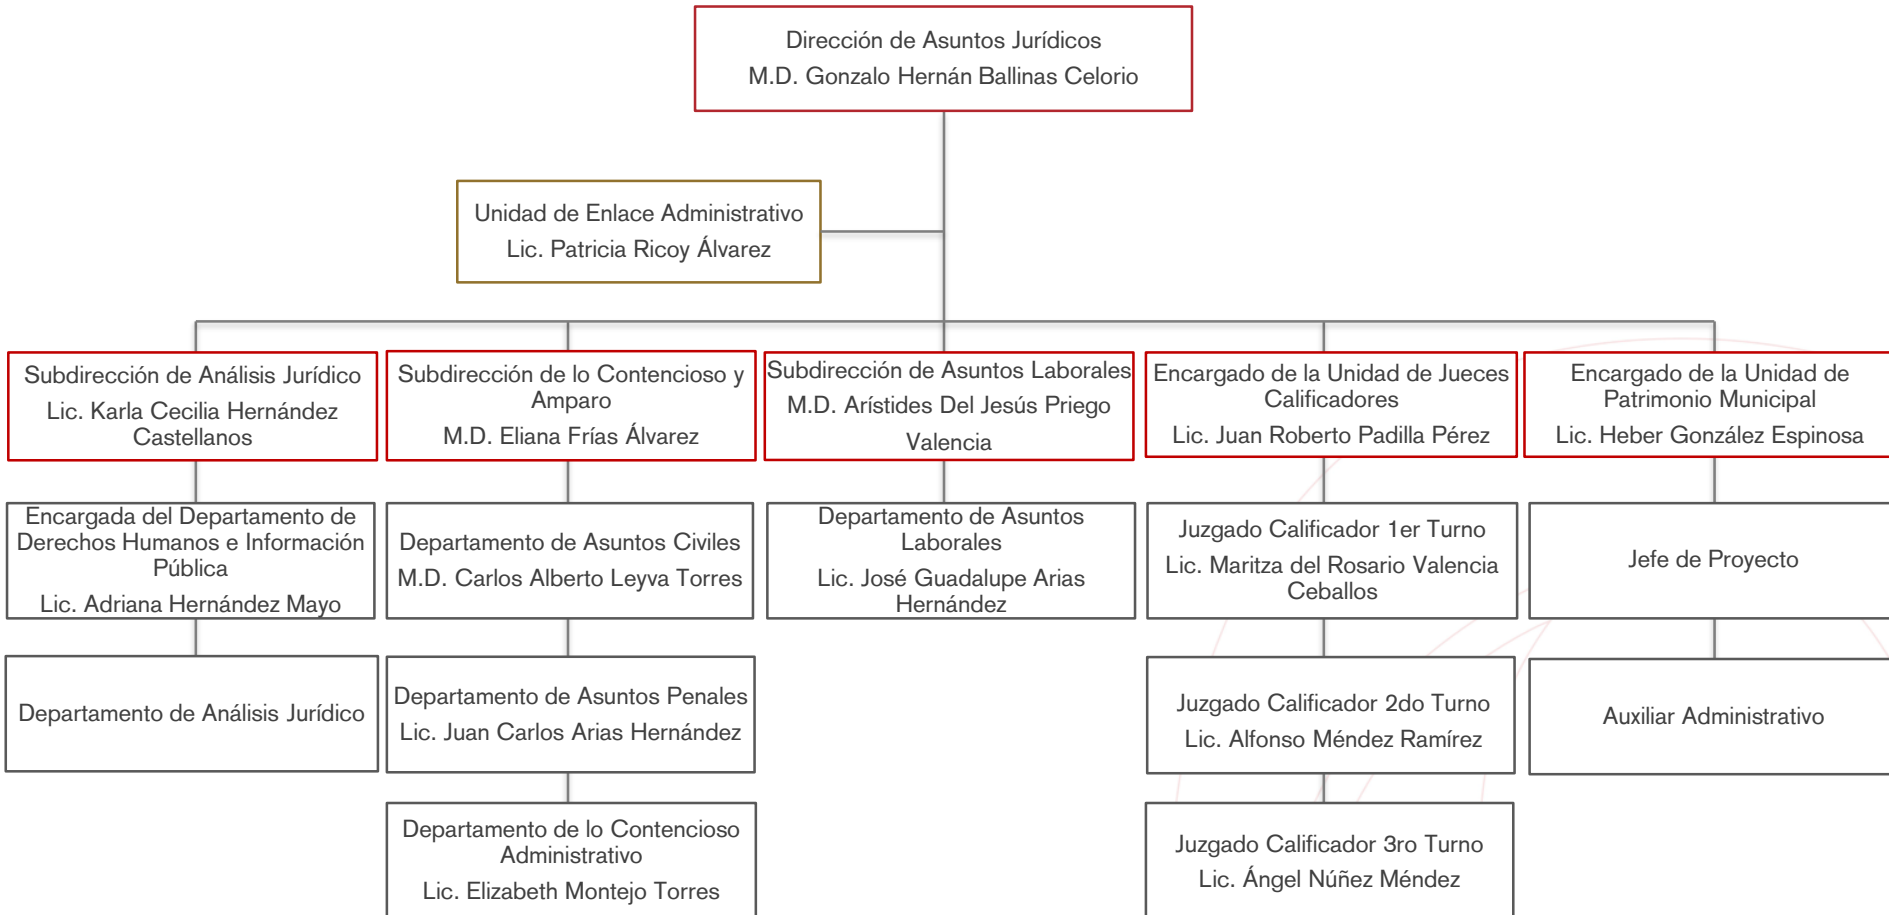 Dirección de Asuntos Jurídicos
M.D. Gonzalo Hernán Ballinas Celorio
Unidad de Enlace Administrativo
Lic. Patricia Ricoy Álvarez
Subdirección de Análisis Jurídico
Lic. Karla Cecilia Hernández
Castellanos
Subdirección de lo Contencioso y
Amparo
M.D. Eliana Frías Álvarez
Subdirección de Asuntos Laborales
M.D. Arístides Del Jesús Priego
Valencia
Encargado de la Unidad de Jueces
Calificadores
Lic. Juan Roberto Padilla Pérez
Encargado de la Unidad de
Patrimonio Municipal
Lic. Heber González Espinosa
Encargada del Departamento de
Derechos Humanos e Información
Pública
Lic. Adriana Hernández Mayo
Departamento de Asuntos Civiles
M.D. Carlos Alberto Leyva Torres
Departamento de Asuntos
Laborales
Lic. José Guadalupe Arias
Hernández
Juzgado Calificador 1er Turno
Lic. Maritza del Rosario Valencia
Ceballos
Jefe de Proyecto
Departamento de Análisis Jurídico
Departamento de Asuntos Penales
Lic. Juan Carlos Arias Hernández
Juzgado Calificador 2do Turno
Lic. Alfonso Méndez Ramírez
Auxiliar Administrativo
Departamento de lo Contencioso
Administrativo
Lic. Elizabeth Montejo Torres
Juzgado Calificador 3ro Turno
Lic. Ángel Núñez Méndez